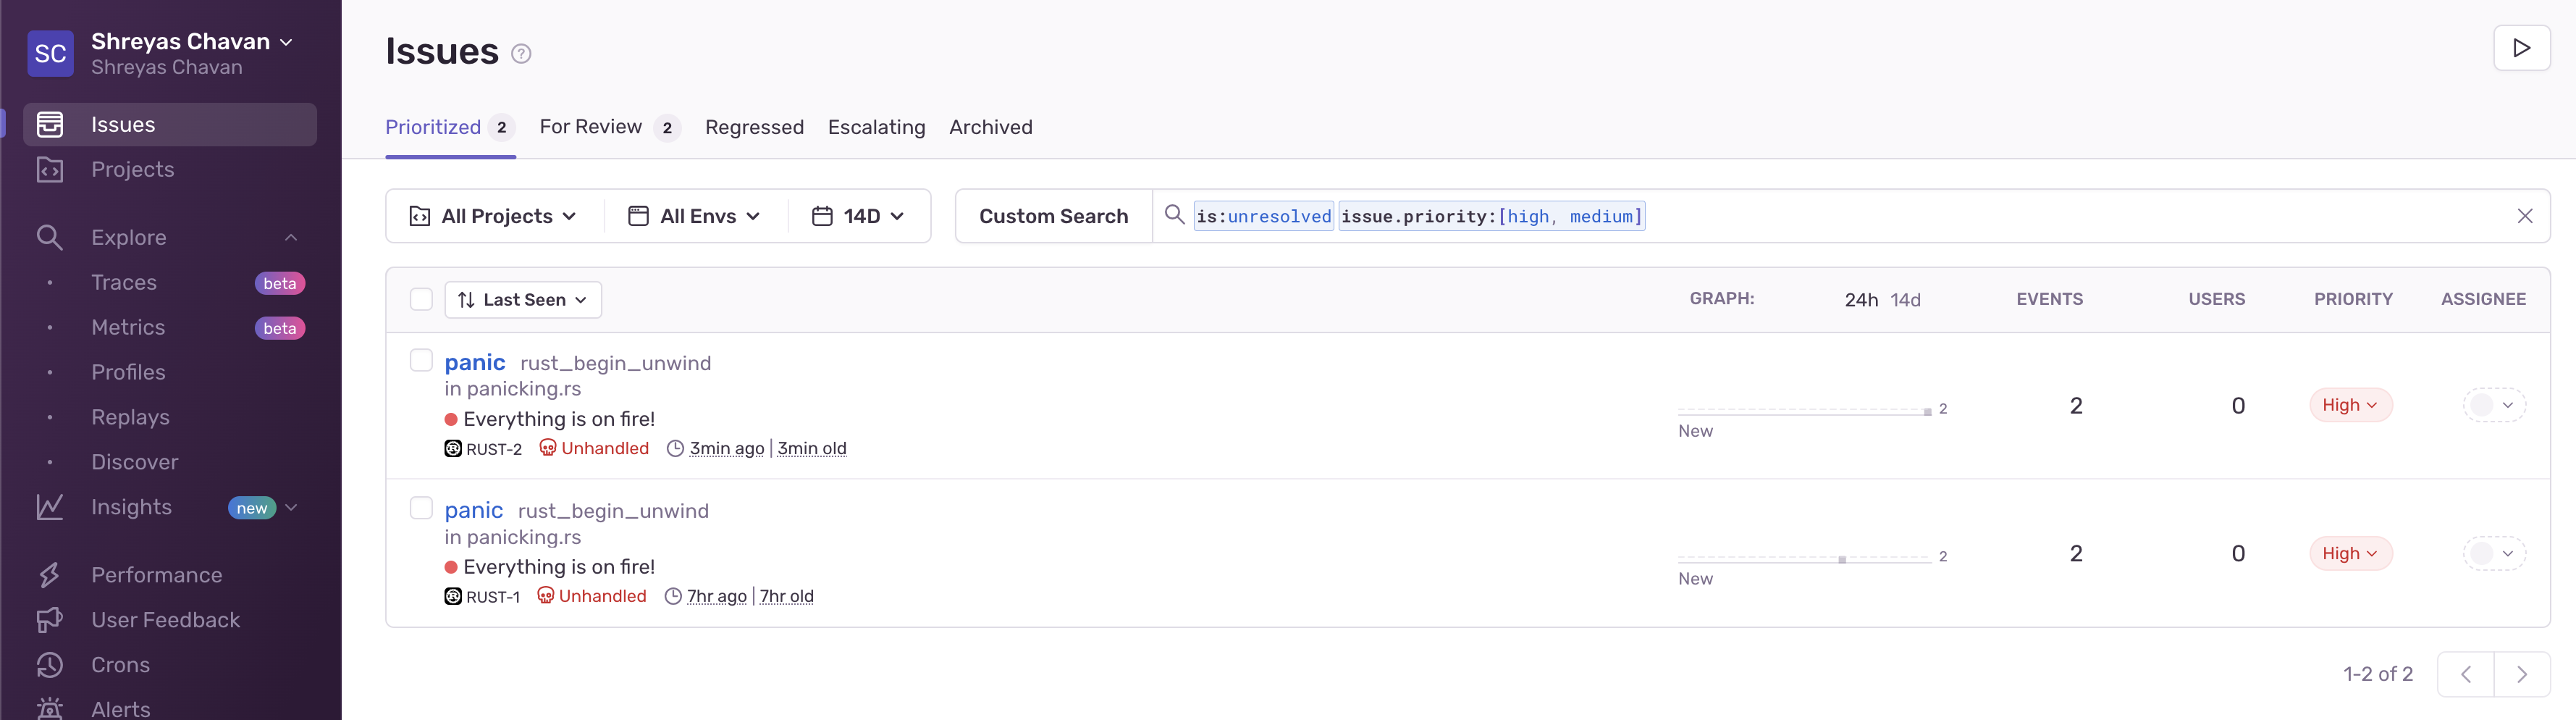 SC
Shreyas Chavan
Shreyas Chavan
Issues
Projects
Explore
Traces beta
Metrics beta
Profiles
Replays
Discover
Insights new
Performance
User Feedback
Crons
Alerts
Issues ?
Prioritized 2 For Review 2 Regressed Escalating Archived
All Projects All Envs 14D Custom Search is:unresolved issue.priority:[high, medium]
Last Seen GRAPH: 24h 14d EVENTS USERS PRIORITY ASSIGNEE
panic rust_begin_unwind
in panicking.rs
Everything is on fire!
RUST-2 Unhandled 3min ago | 3min old
2
New
2 0 High
panic rust_begin_unwind
in panicking.rs
Everything is on fire!
RUST-1 Unhandled 7hr ago | 7hr old
2
New
2 0 High
1-2 of 2